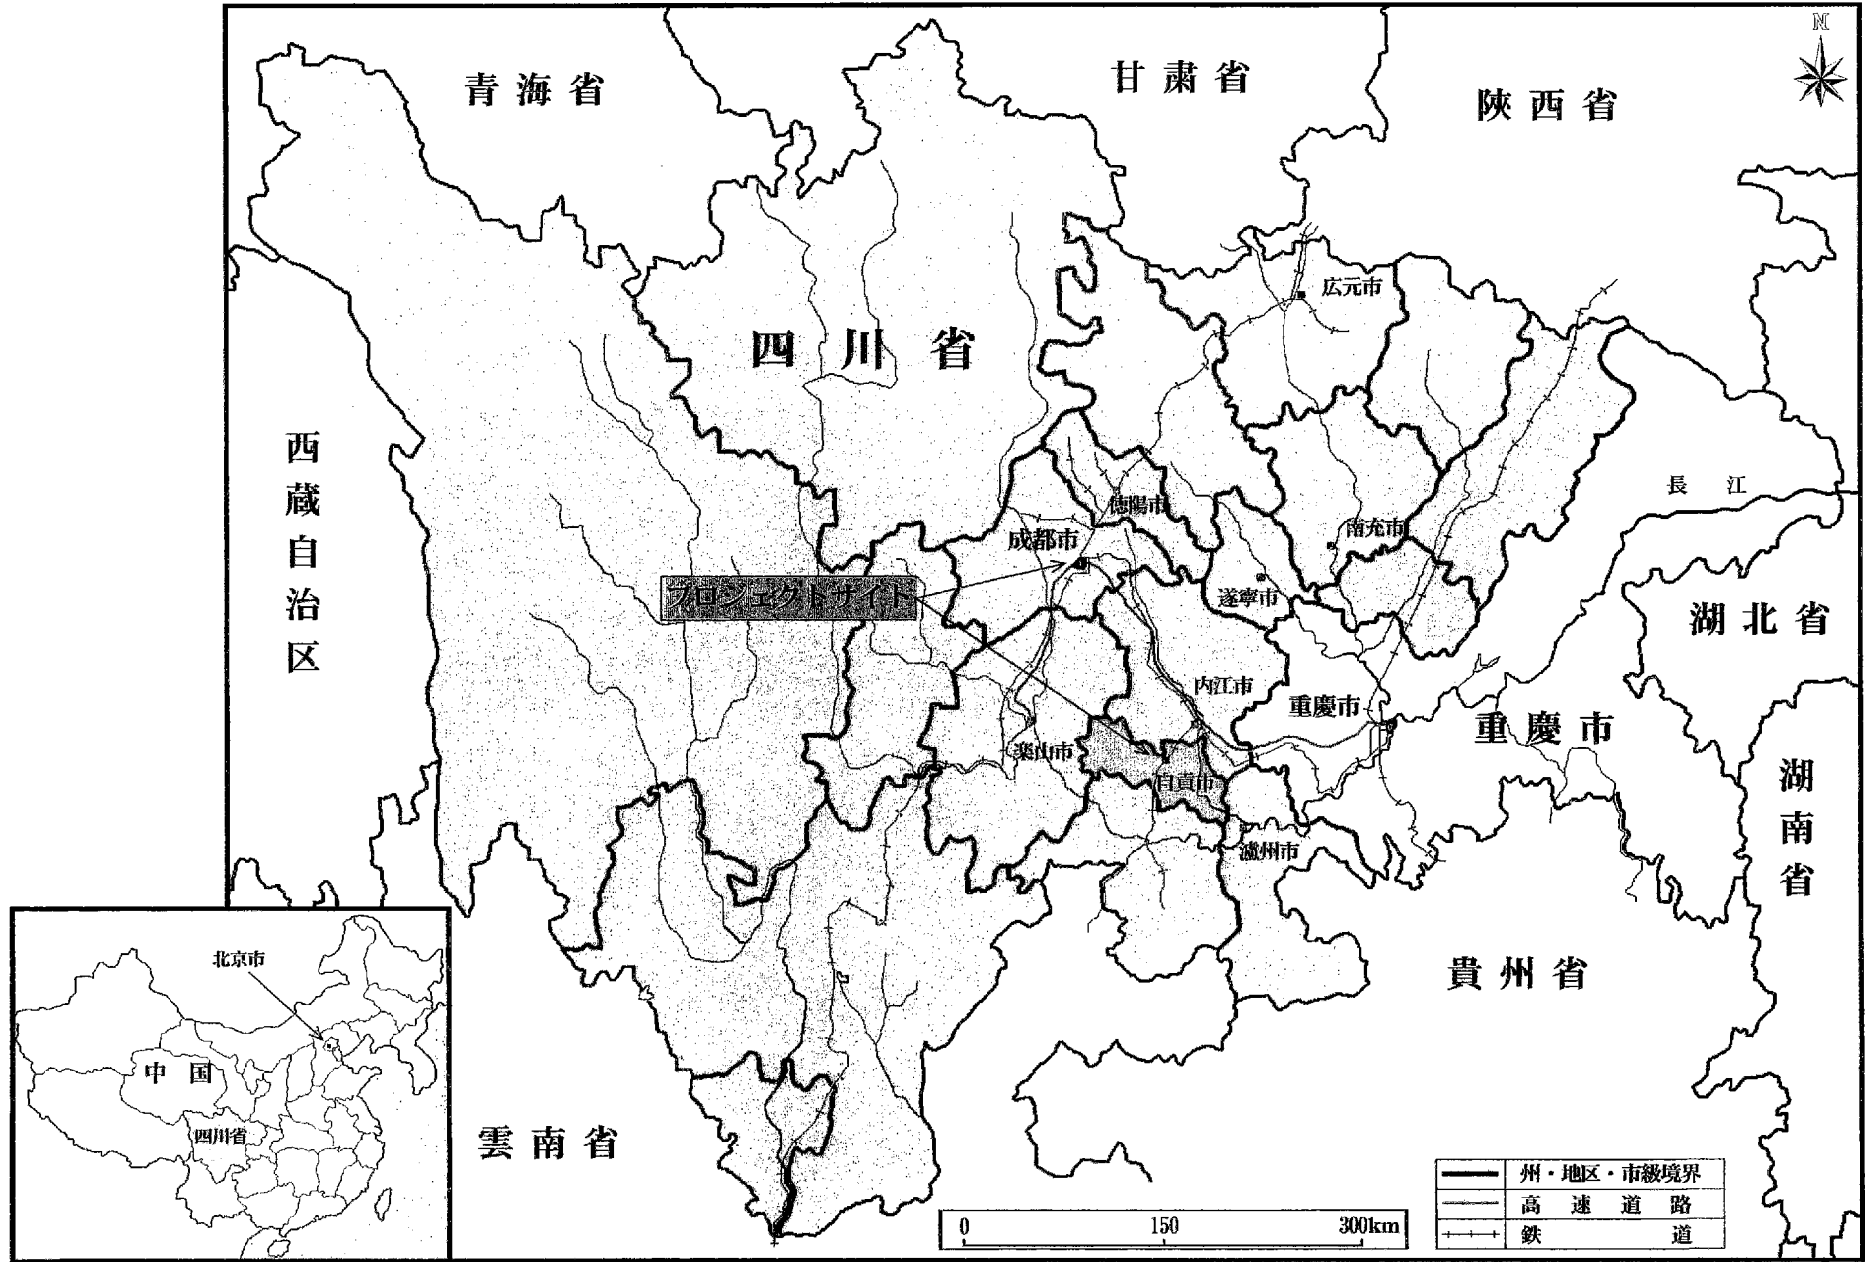 N
青海省
甘粛省
陝西省
広元市
四川省
西蔵自治区
長江
徳陽市
南充市
成都市
プロジェクトサイト
遂寧市
湖北省
内江市
重慶市
重慶市
楽山市
自貢市
湖南省
瀘州市
貴州省
北京市
中国
四川省
雲南省
州・地区・市級境界
高速道路
鉄道
0 150 300km